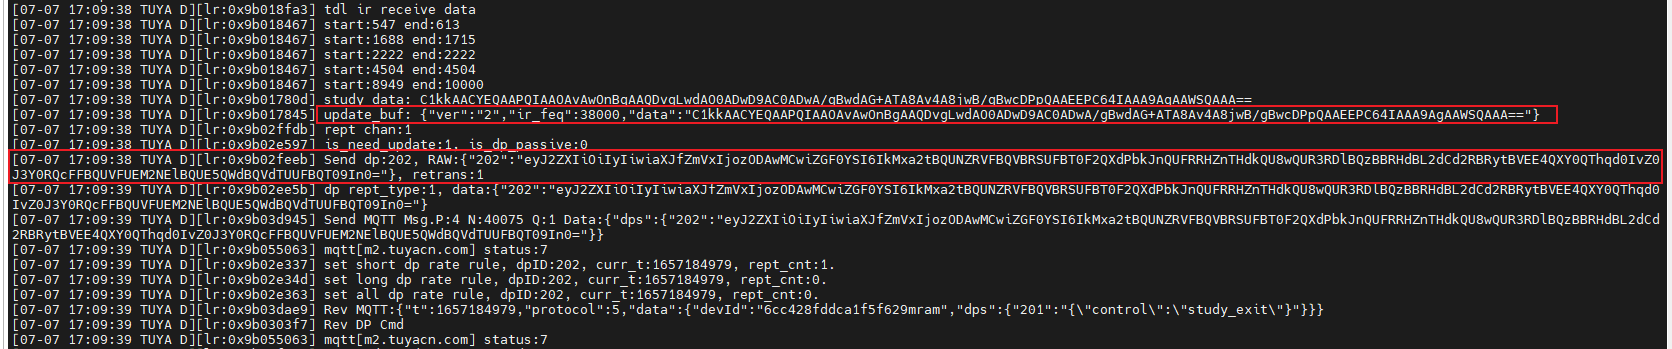 [07-07 17:09:38 TUYA D][lr:0x9b018fa3] tdl ir receive data
[07-07 17:09:38 TUYA D][lr:0x9b018467] start:547 end:613
[07-07 17:09:38 TUYA D][lr:0x9b018467] start:1688 end:1715
[07-07 17:09:38 TUYA D][lr:0x9b018467] start:2222 end:2222
[07-07 17:09:38 TUYA D][lr:0x9b018467] start:4504 end:4504
[07-07 17:09:38 TUYA D][lr:0x9b018467] start:8949 end:10000
[07-07 17:09:38 TUYA D][lr:0x9b01780d] study data: C1kkAACYEQAAPQIAAOAvAwOnBgAAQDvgLwdAO0ADwD9AC0ADwA/gBwdAG+ATA8Av4A8jwB/gBwcDPpQAAEEPC64IAAA9AgAAWSQAAA==
[07-07 17:09:38 TUYA D][lr:0x9b017845] update_buf: {"ver":"2","ir_feq":38000,"data":"C1kkAACYEQAAPQIAAOAvAwOnBgAAQDvgLwdAO0ADwD9AC0ADwA/gBwdAG+ATA8Av4A8jwB/gBwcDPpQAAEEPC64IAAA9AgAAWSQAAA=="}
[07-07 17:09:38 TUYA D][lr:0x9b02ffdb] rept chan:1
[07-07 17:09:38 TUYA D][lr:0x9b02e597] is_need_update:1. is_dp_passive:0
[07-07 17:09:38 TUYA D][lr:0x9b02feeb] Send dp:202, RAW:{"202":"eyJ2ZXIiOiIyIiwiaXJfZmVxIjozODAwMCwiZGF0YSI6IkMxa2tBQUNZRVFBQVBRSUFBT0F2QXdPbkJnQUFRRHZnTHdkQU8wQUR3RDlBQzBBRHdBL2dCd2RBRytBVEE4QXY0QThqd0IvZ0J3Y0RQcFFBQUVFUEM2NElBQUE5QWdBQVdTUUFBQT09In0="}, retrans:1
[07-07 17:09:39 TUYA D][lr:0x9b02ee5b] dp rept_type:1, data:{"202":"eyJ2ZXIiOiIyIiwiaXJfZmVxIjozODAwMCwiZGF0YSI6IkMxa2tBQUNZRVFBQVBRSUFBT0F2QXdPbkJnQUFRRHZnTHdkQU8wQUR3RDlBQzBBRHdBL2dCd2RBRytBVEE4QXY0QThqd0IvZ0J3Y0RQcFFBQUVFUEM2NElBQUE5QWdBQVdTUUFBQT09In0="}
[07-07 17:09:39 TUYA D][lr:0x9b03d945] Send MQTT Msg.P:4 N:40075 Q:1 Data:{"dps":{"202":"eyJ2ZXIiOiIyIiwiaXJfZmVxIjozODAwMCwiZGF0YSI6IkMxa2tBQUNZRVFBQVBRSUFBT0F2QXdPbkJnQUFRRHZnTHdkQU8wQUR3RDlBQzBBRHdBL2dCd2RBRytBVEE4QXY0QThqd0IvZ0J3Y0RQcFFBQUVFUEM2NElBQUE5QWdBQVdTUUFBQT09In0="}}
[07-07 17:09:39 TUYA D][lr:0x9b055063] mqtt[m2.tuyacn.com] status:7
[07-07 17:09:39 TUYA D][lr:0x9b02e337] set short dp rate rule, dpID:202, curr_t:1657184979, rept_cnt:1.
[07-07 17:09:39 TUYA D][lr:0x9b02e34d] set long dp rate rule, dpID:202, curr_t:1657184979, rept_cnt:0.
[07-07 17:09:39 TUYA D][lr:0x9b02e363] set all dp rate rule, dpID:202, curr_t:1657184979, rept_cnt:0.
[07-07 17:09:39 TUYA D][lr:0x9b03dae9] Rev MQTT:{"t":1657184979,"protocol":5,"data":{"devId":"6cc428fddca1f5f629mram","dps":{"201":"{\"control\":\"study_exit\"}"}}}
[07-07 17:09:39 TUYA D][lr:0x9b0303f7] Rev DP Cmd
[07-07 17:09:39 TUYA D][lr:0x9b055063] mqtt[m2.tuyacn.com] status:7